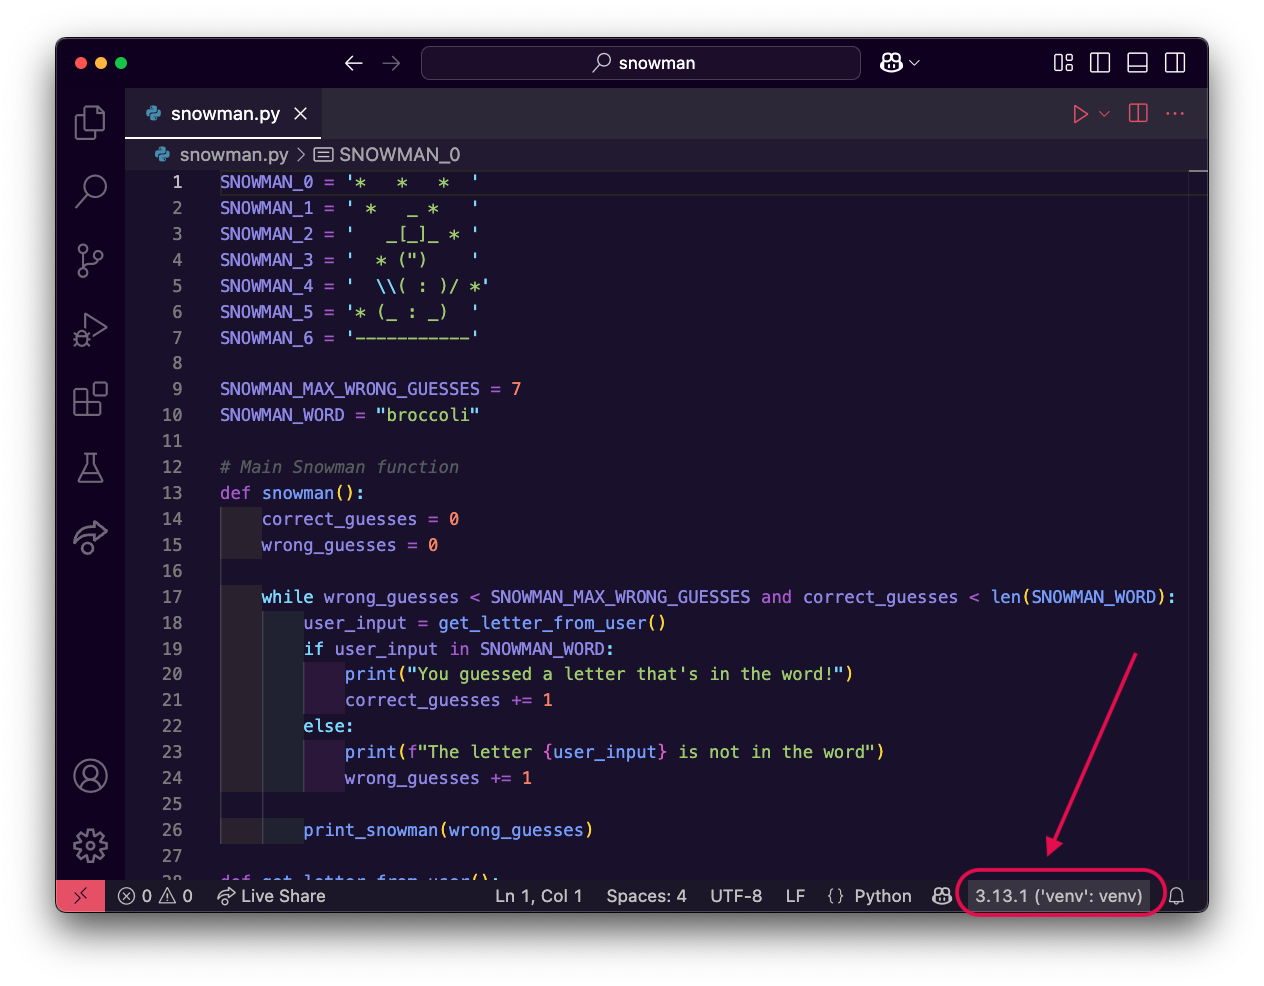 snowman
snowman.py
snowman.py > SNOWMAN_0
1 SNOWMAN_0 = '*   *   *  '
2 SNOWMAN_1 = ' *   _ *   '
3 SNOWMAN_2 = '   _[_]_ * '
4 SNOWMAN_3 = '  * (")    '
5 SNOWMAN_4 = '  \\( : )/ *'
6 SNOWMAN_5 = '* (_ : _)  '
7 SNOWMAN_6 = '-----------'
8
9 SNOWMAN_MAX_WRONG_GUESSES = 7
10 SNOWMAN_WORD = "broccoli"
11
12 # Main Snowman function
13 def snowman():
14     correct_guesses = 0
15     wrong_guesses = 0
16
17     while wrong_guesses < SNOWMAN_MAX_WRONG_GUESSES and correct_guesses < len(SNOWMAN_WORD):
18         user_input = get_letter_from_user()
19         if user_input in SNOWMAN_WORD:
20             print("You guessed a letter that's in the word!")
21             correct_guesses += 1
22         else:
23             print(f"The letter {user_input} is not in the word")
24             wrong_guesses += 1
25
26         print_snowman(wrong_guesses)
27
28 def get_letter_from_user():
0 0 Live Share Ln 1, Col 1 Spaces: 4 UTF-8 LF {} Python 3.13.1 ('venv': venv)